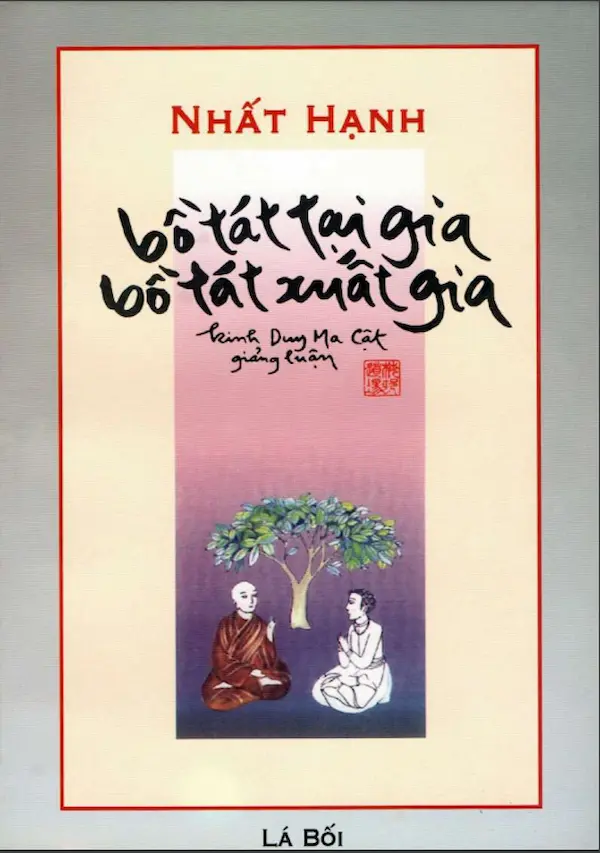 NHẤT HẠNH
bồ tát tại gia
bồ tát xuất gia
kinh Duy Ma Cật
giảng luận
LÁ BỐI